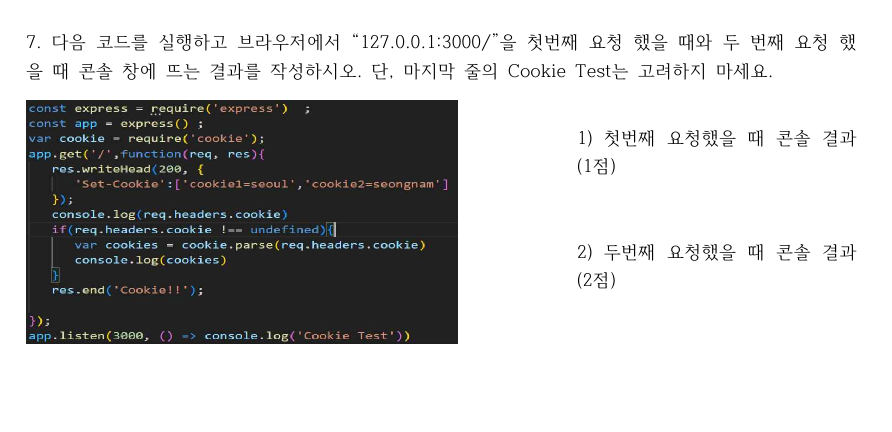 7. 다음 코드를 실행하고 브라우저에서 “127.0.0.1:3000/”을 첫번째 요청 했을 때와 두 번째 요청 했
을 때 콘솔 창에 뜨는 결과를 작성하시오. 단, 마지막 줄의 Cookie Test는 고려하지 마세요.
const express = require('express')  ;
const app = express() ;
var cookie = require('cookie');
app.get('/',function(req, res){
res.writeHead(200, {
'Set-Cookie':['cookie1=seoul','cookie2=seongnam']
});
console.log(req.headers.cookie)
if(req.headers.cookie !== undefined){
var cookies = cookie.parse(req.headers.cookie)
console.log(cookies)
}
res.end('Cookie!!');
});
app.listen(3000, () => console.log('Cookie Test'))
1) 첫번째 요청했을 때 콘솔 결과
(1점)
2) 두번째 요청했을 때 콘솔 결과
(2점)